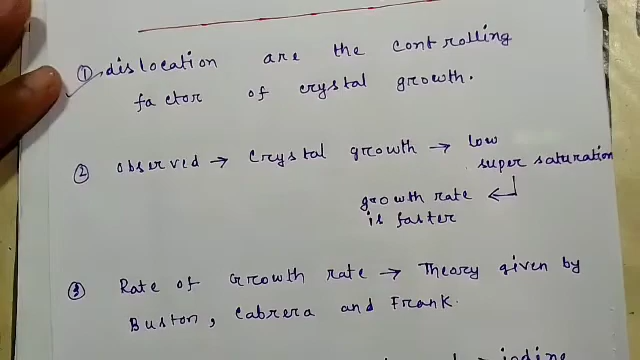 ① dislocation are the controlling
factor of crystal growth.
② observed → crystal growth → low
super saturation
growth rate ←
is faster
③ Rate of Growth rate → Theory given by
Buston, Cabrera and Frank.
iodine